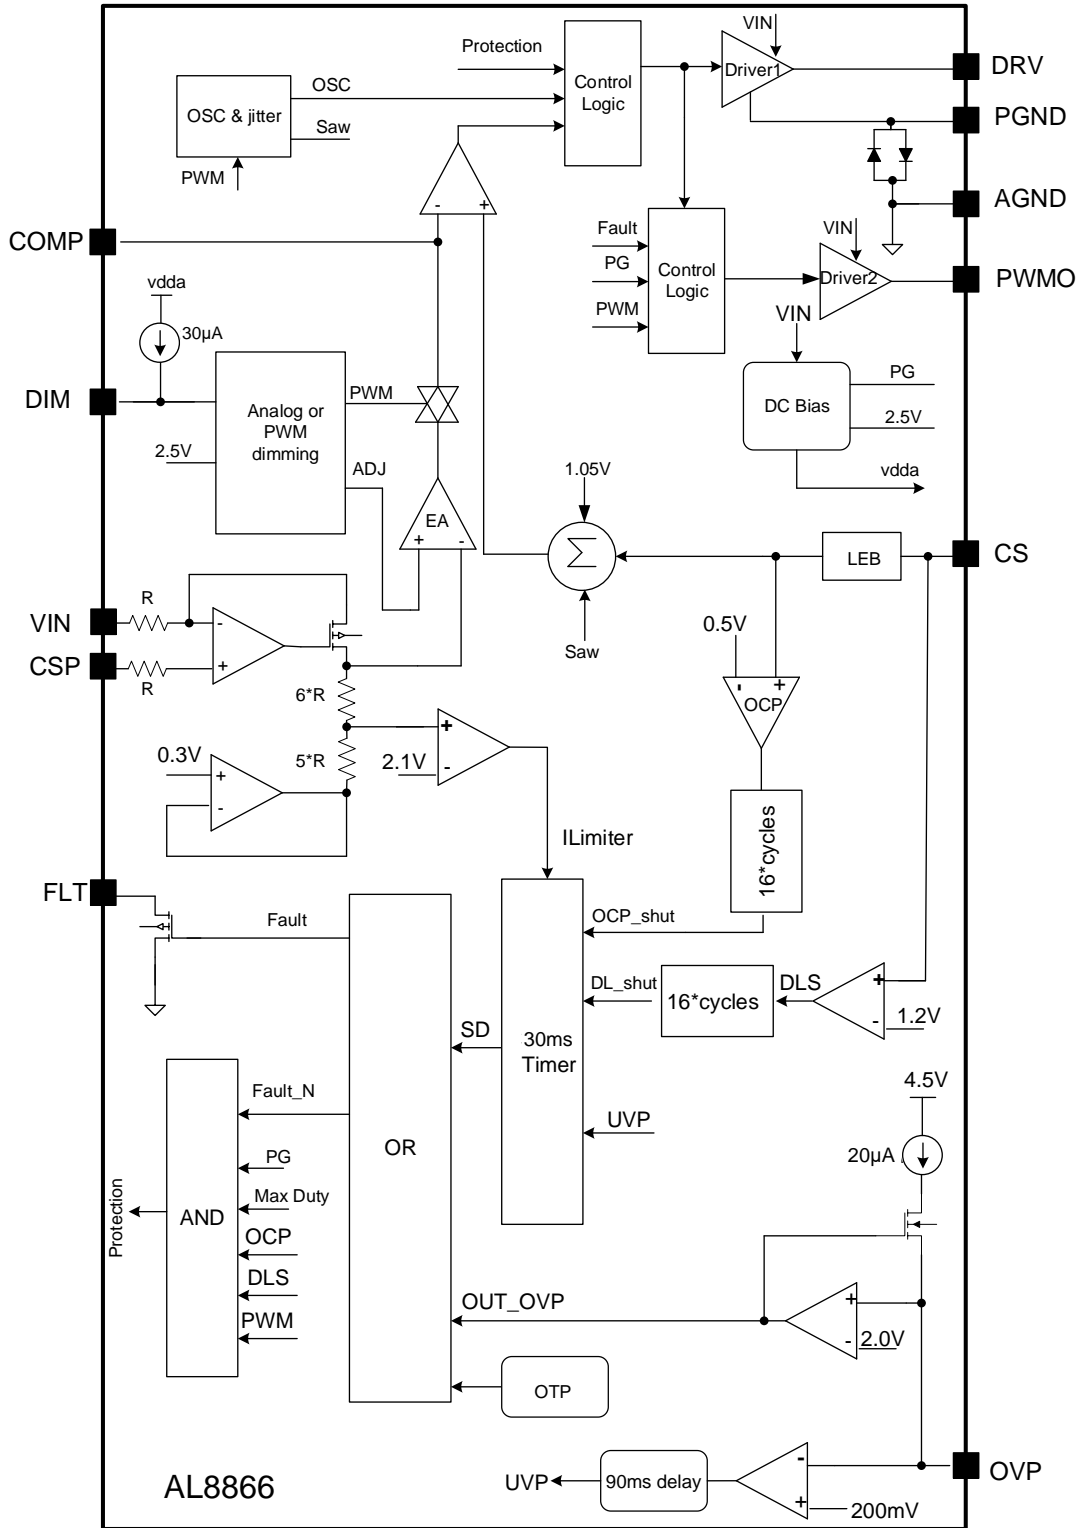 VIN
Protection
DRV
Driver1
Control
Logic
OSC
OSC & jitter
Saw
PGND
PWM
-
+
AGND
COMP
Fault
VIN
PG
Control
Logic
Driver2
PWMO
vdda
30µA
PWM
VIN
DIM
PWM
PG
Analog or
PWM
dimming
DC Bias
2.5V
2.5V
ADJ
1.05V
vdda
EA
+
-
Σ
LEB
CS
R
VIN
-
0.5V
Saw
CSP
+
R
6*R
-
+
OCP
+
0.3V
5*R
2.1V
-
+
-
16*cycles
ILimiter
FLT
Fault
OCP_shut
DL_shut
DLS
+
16*cycles
-
1.2V
SD
30ms
Timer
4.5V
Fault_N
UVP
OR
20µA
PG
Max Duty
Protection
AND
OCP
DLS
OUT_OVP
+
PWM
-
2.0V
OTP
-
OVP
AL8866
UVP
90ms delay
+
200mV